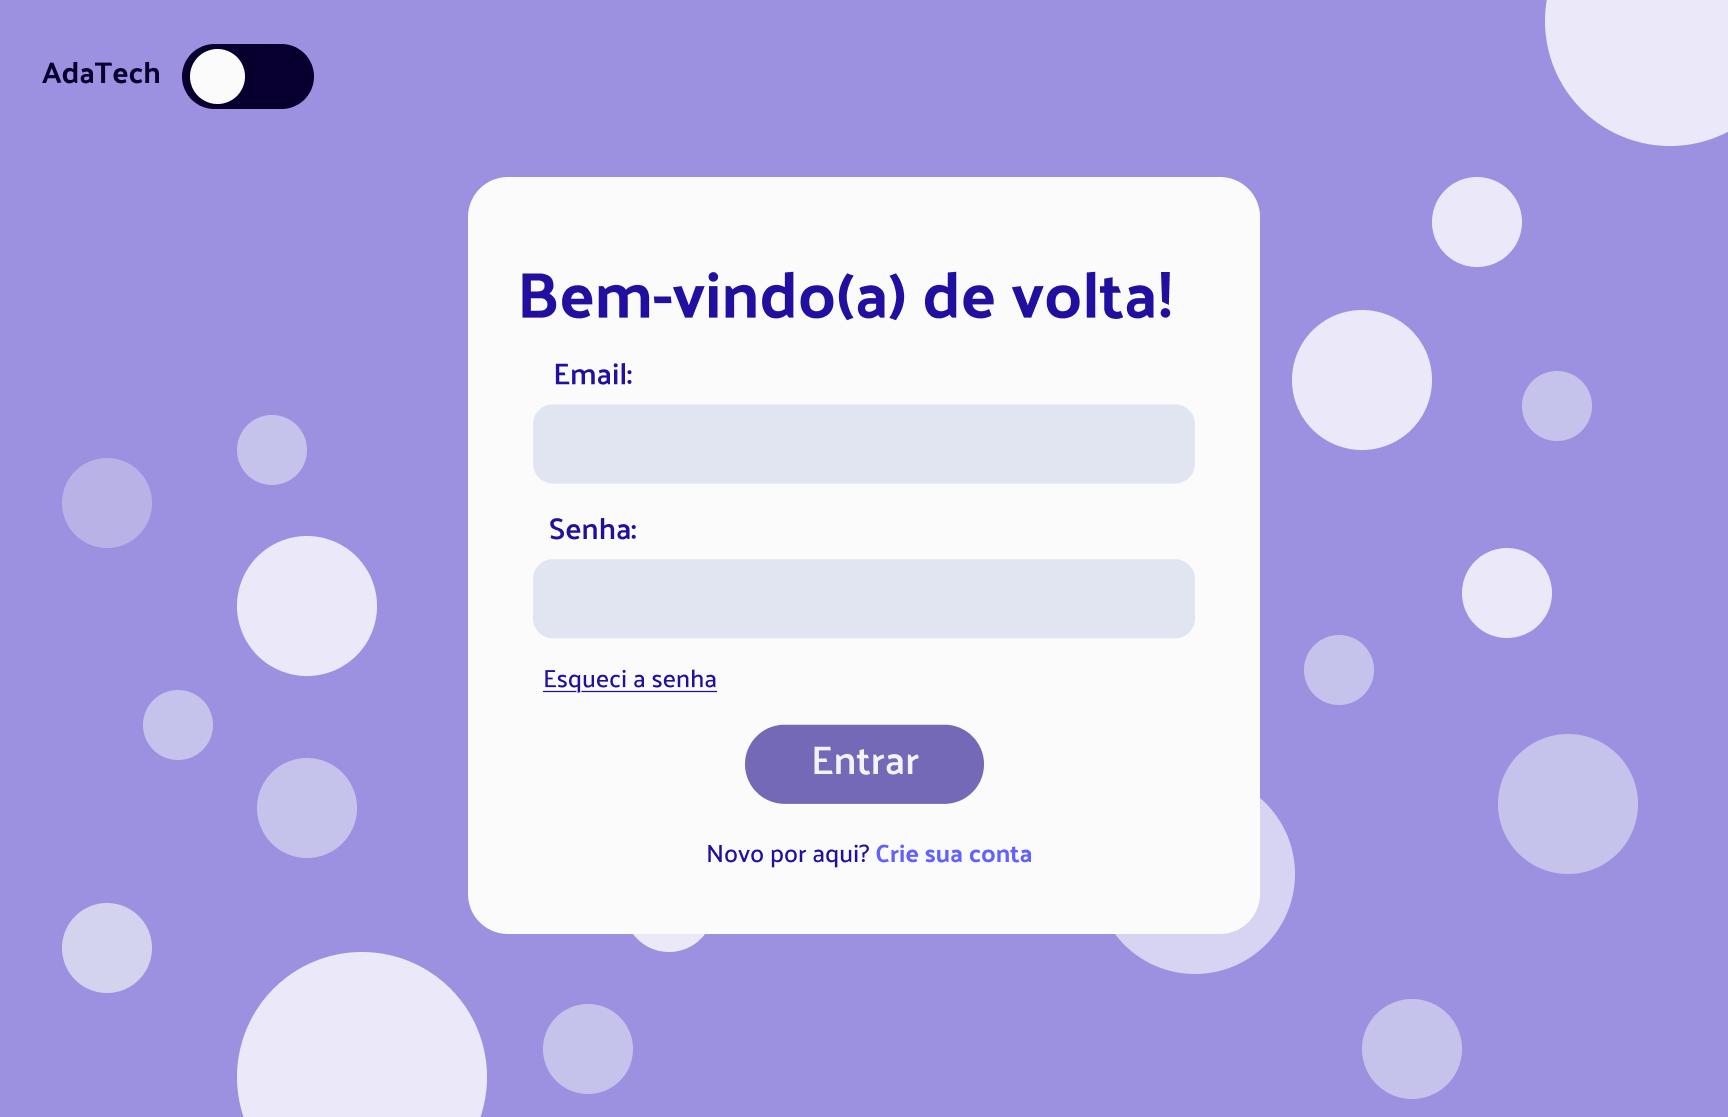 AdaTech
Bem-vindo(a) de volta!
Email:
Senha:
Esqueci a senha
Entrar
Novo por aqui? Crie sua conta